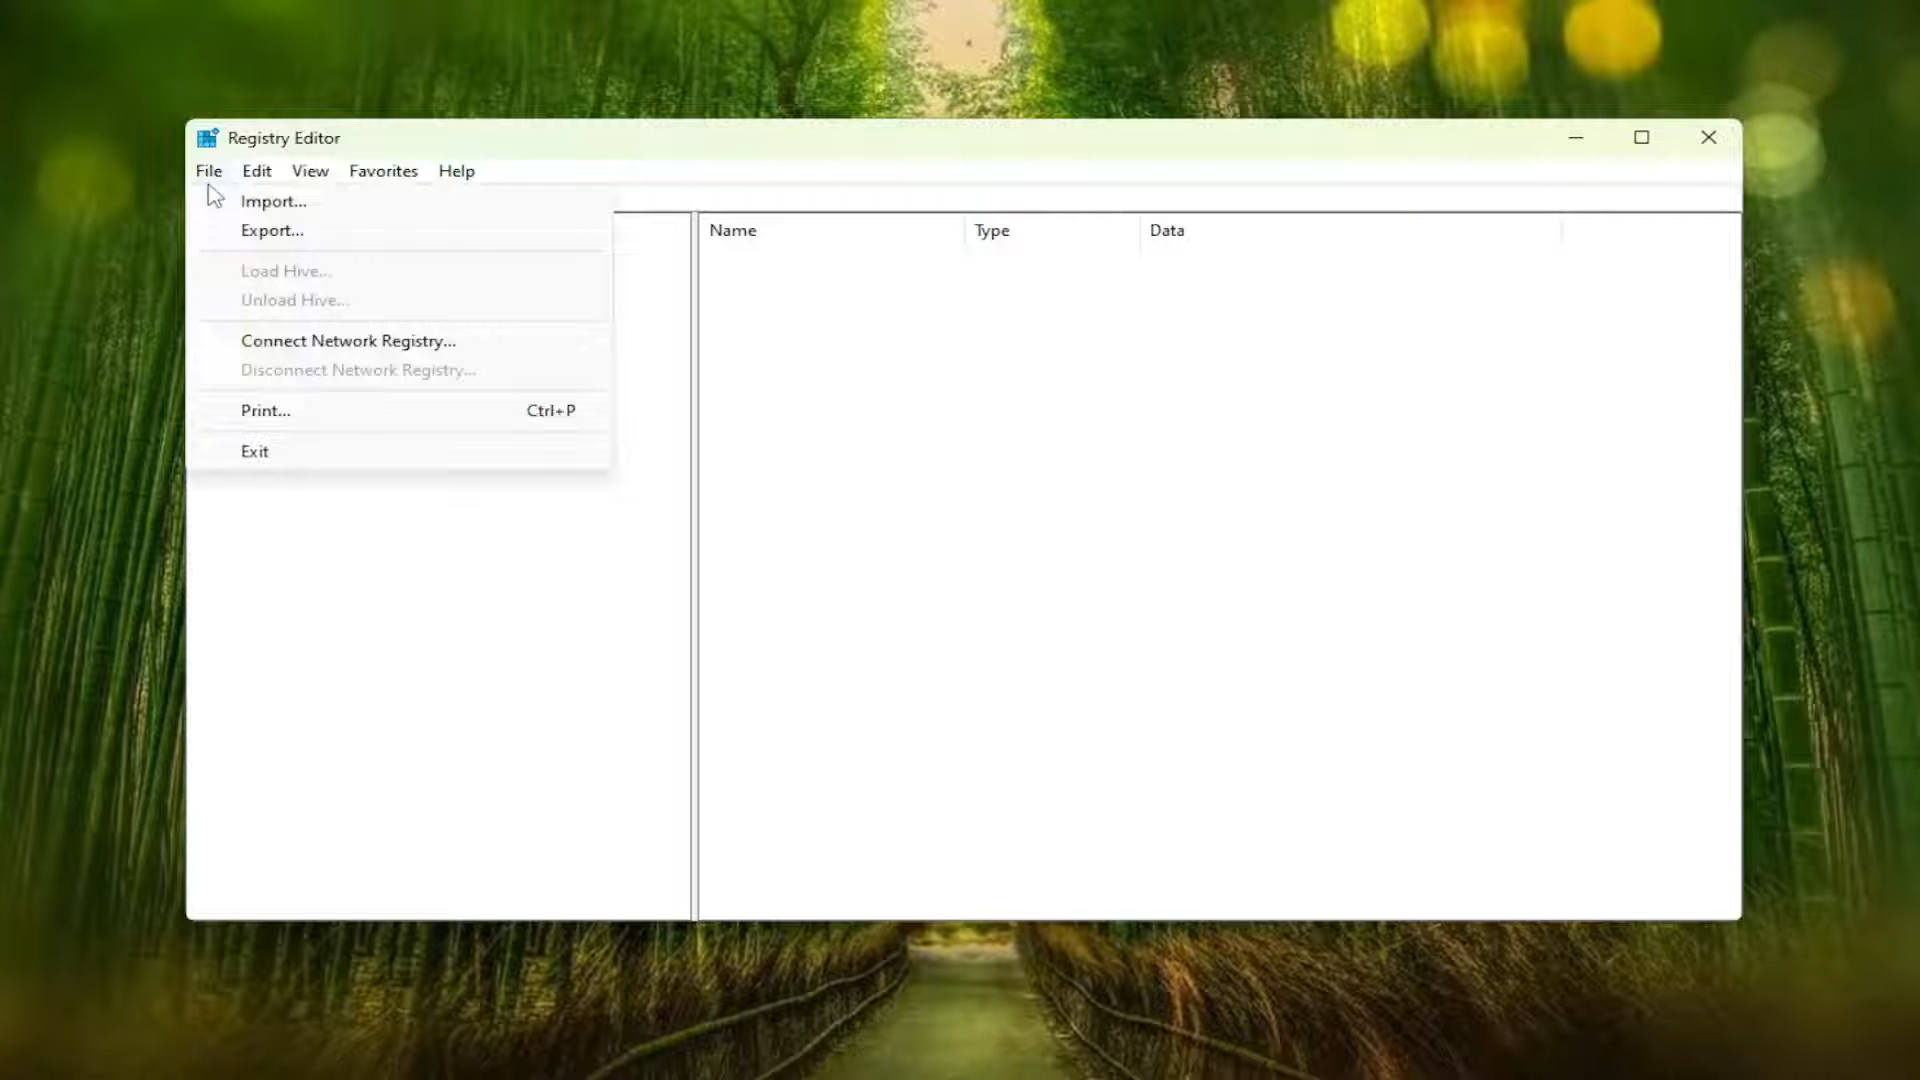 Registry Editor
File Edit View Favorites Help
Import...
Export...
Name Type Data
Load Hive...
Unload Hive...
Connect Network Registry...
Disconnect Network Registry...
Print... Ctrl+P
Exit